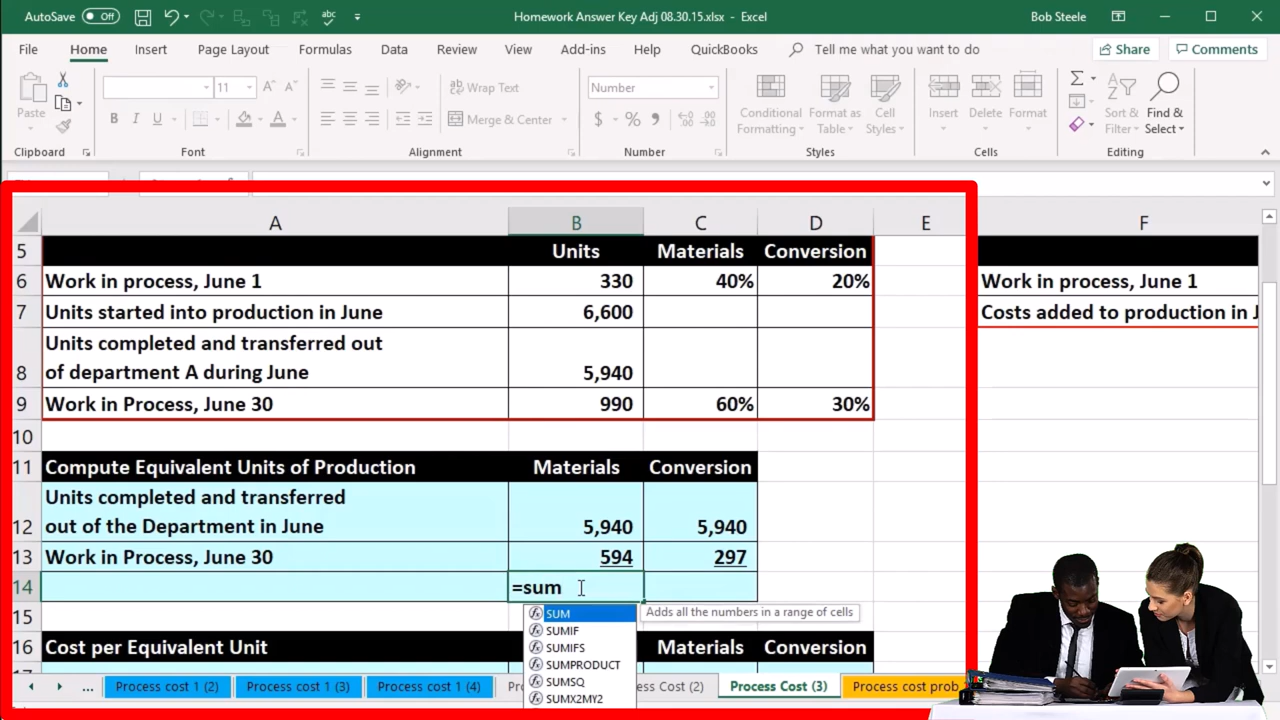 AutoSave Off
Homework Answer Key Adj 08.30.15.xlsx - Excel
Bob Steele
File Home Insert Page Layout Formulas Data Review View Add-ins Help QuickBooks Tell me what you want to do Share Comments
Paste
Clipboard
11
B I U
Font
Wrap Text
Merge & Center
Alignment
Number
$ % ,
Number
Conditional Formatting
Format as Table
Cell Styles
Styles
Insert Delete Format
Cells
Sort & Filter
Find & Select
Editing
A B C D E F
5 Units Materials Conversion
6 Work in process, June 1 330 40% 20% Work in process, June 1
7 Units started into production in June 6,600 Costs added to production in
Units completed and transferred out
8 of department A during June 5,940
9 Work in Process, June 30 990 60% 30%
10
11 Compute Equivalent Units of Production Materials Conversion
Units completed and transferred
12 out of the Department in June 5,940 5,940
13 Work in Process, June 30 594 297
14 =sum
SUM Adds all the numbers in a range of cells
15 SUMIF
SUMIFS
16 Cost per Equivalent Unit Materials Conversion
SUMPRODUCT
SUMSQ
SUMX2MY2
... Process cost 1 (2) Process cost 1 (3) Process cost 1 (4) Cost (2) Process Cost (3) Process cost prob